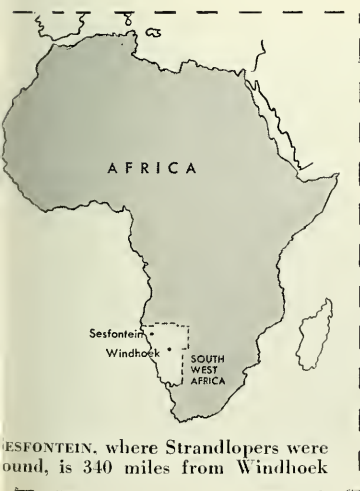 AFRICA
Sesfontein
Windhoek
SOUTH
WEST
AFRICA
ESFONTEIN, where Strandlopers were
ound, is 340 miles from Windhoek